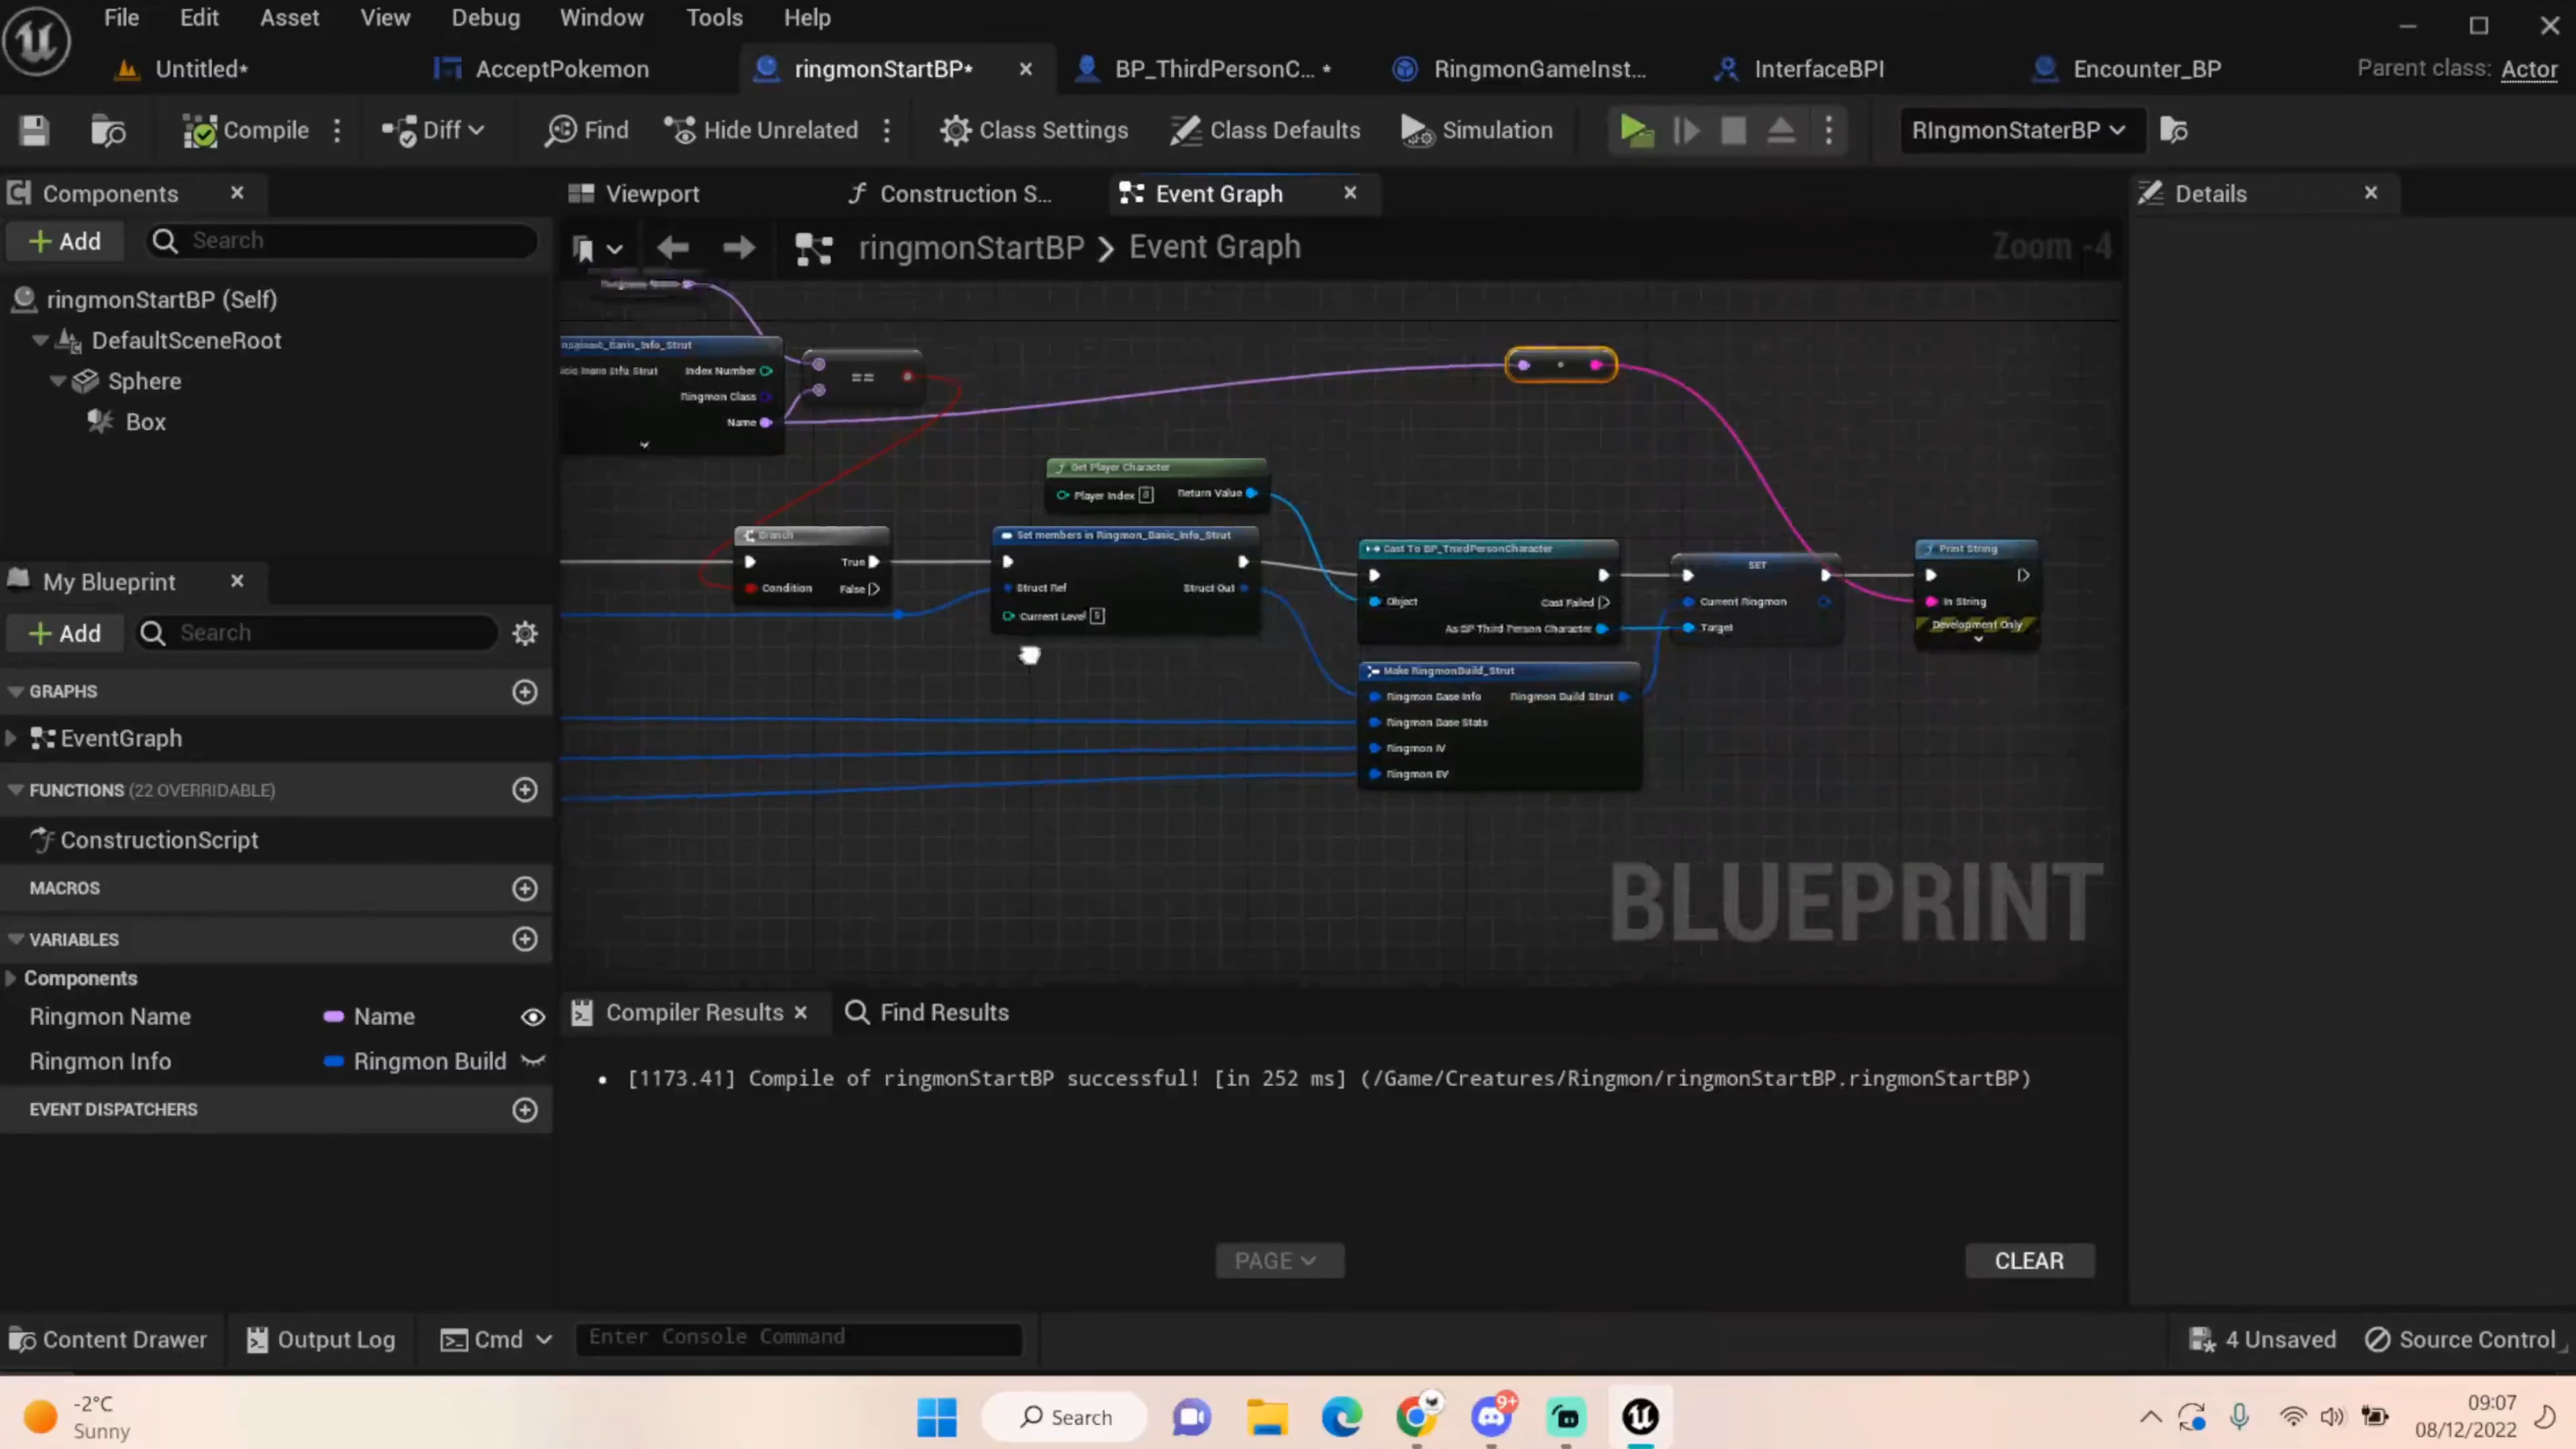 File Edit Asset View Debug Window Tools Help
Untitled* AcceptPokemon ringmonStartBP* BP_ThirdPersonC... * RingmonGameInst... InterfaceBPI Encounter_BP Parent class: Actor
Compile Diff Find Hide Unrelated Class Settings Class Defaults Simulation RIngmonStaterBP
Components Viewport Construction S... Event Graph Details
Add Search ringmonStartBP > Event Graph Zoom -4
ringmonStartBP (Self)
DefaultSceneRoot
Sphere
Box
Index Number
Ringmon Class
Name
==
Get Player Character
Player Index 0 Return Value
Branch
True
Condition False
Set members in Ringmon_Basic_Info_Strut
Struct Ref Struct Out
Current Level 5
Cast To BP_ThirdPersonCharacter
Object Cast Failed
As BP Third Person Character
SET
Current Ringmon
Target
Print String
In String
Development Only
Make RingmonBuild_Strut
Ringmon Base Info Ringmon Build Strut
Ringmon Base Stats
Ringmon IV
Ringmon EV
BLUEPRINT
My Blueprint
Add Search
GRAPHS
EventGraph
FUNCTIONS (22 OVERRIDABLE)
ConstructionScript
MACROS
VARIABLES
Components
Ringmon Name Name
Ringmon Info Ringmon Build
EVENT DISPATCHERS
Compiler Results Find Results
[1173.41] Compile of ringmonStartBP successful! [in 252 ms] (/Game/Creatures/Ringmon/ringmonStartBP.ringmonStartBP)
PAGE CLEAR
Content Drawer Output Log Cmd Enter Console Command 4 Unsaved Source Control
-2°C
Sunny
Search
9+
09:07
08/12/2022